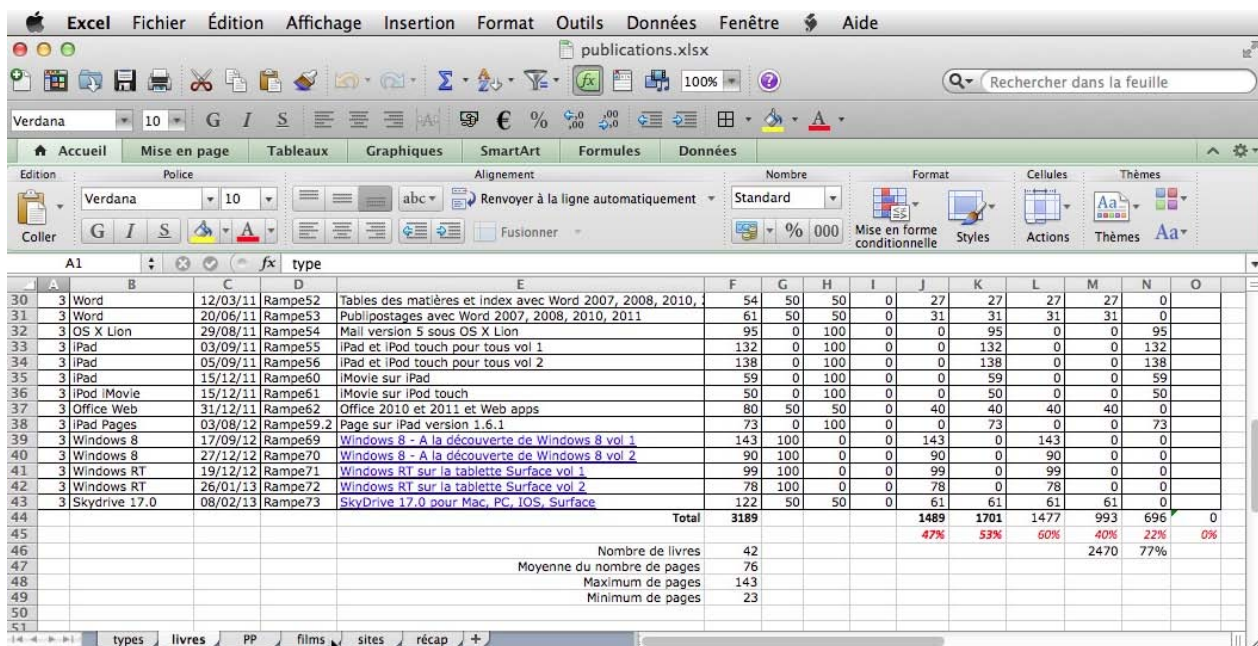 Excel Fichier Édition Affichage Insertion Format Outils Données Fenêtre Aide
publications.xlsx
100% Rechercher dans la feuille
Verdana 10 G I S € % A
Accueil Mise en page Tableaux Graphiques SmartArt Formules Données
Edition Police Alignement Nombre Format Cellules Thèmes
Verdana 10 abc Renvoyer à la ligne automatiquement Standard
Coller G I S A Fusionner % 000 Mise en forme conditionnelle Styles Actions Thèmes Aa
A1 fx type
A B C D E F G H I J K L M N O
30 3 Word 12/03/11 Rampe52 Tables des matières et index avec Word 2007, 2008, 2010, 54 50 50 0 27 27 27 27 0
31 3 Word 20/06/11 Rampe53 Publipostages avec Word 2007, 2008, 2010, 2011 61 50 50 0 31 31 31 31 0
32 3 OS X Lion 29/08/11 Rampe54 Mail version 5 sous OS X Lion 95 0 100 0 0 95 0 0 95
33 3 iPad 03/09/11 Rampe55 iPad et iPod touch pour tous vol 1 132 0 100 0 0 132 0 0 132
34 3 iPad 05/09/11 Rampe56 iPad et iPod touch pour tous vol 2 138 0 100 0 0 138 0 0 138
35 3 iPad 15/12/11 Rampe60 iMovie sur iPad 59 0 100 0 0 59 0 0 59
36 3 iPod iMovie 15/12/11 Rampe61 iMovie sur iPod touch 50 0 100 0 0 50 0 0 50
37 3 Office Web 31/12/11 Rampe62 Office 2010 et 2011 et Web apps 80 50 50 0 40 40 40 40 0
38 3 iPad Pages 03/08/12 Rampe59.2 Page sur iPad version 1.6.1 73 0 100 0 0 73 0 0 73
39 3 Windows 8 17/09/12 Rampe69 Windows 8 - A la découverte de Windows 8 vol 1 143 100 0 0 143 0 143 0 0
40 3 Windows 8 27/12/12 Rampe70 Windows 8 - A la découverte de Windows 8 vol 2 90 100 0 0 90 0 90 0 0
41 3 Windows RT 19/12/12 Rampe71 Windows RT sur la tablette Surface vol 1 99 100 0 0 99 0 99 0 0
42 3 Windows RT 26/01/13 Rampe72 Windows RT sur la tablette Surface vol 2 78 100 0 0 78 0 78 0 0
43 3 Skydrive 17.0 08/02/13 Rampe73 SkyDrive 17.0 pour Mac, PC, IOS, Surface 122 50 50 0 61 61 61 61 0
44 Total 3189 1489 1701 1477 993 696 0
45 47% 53% 60% 40% 22% 0%
46 Nombre de livres 42 2470 77%
47 Moyenne du nombre de pages 76
48 Maximum de pages 143
49 Minimum de pages 23
50
51
types livres PP films sites récap +